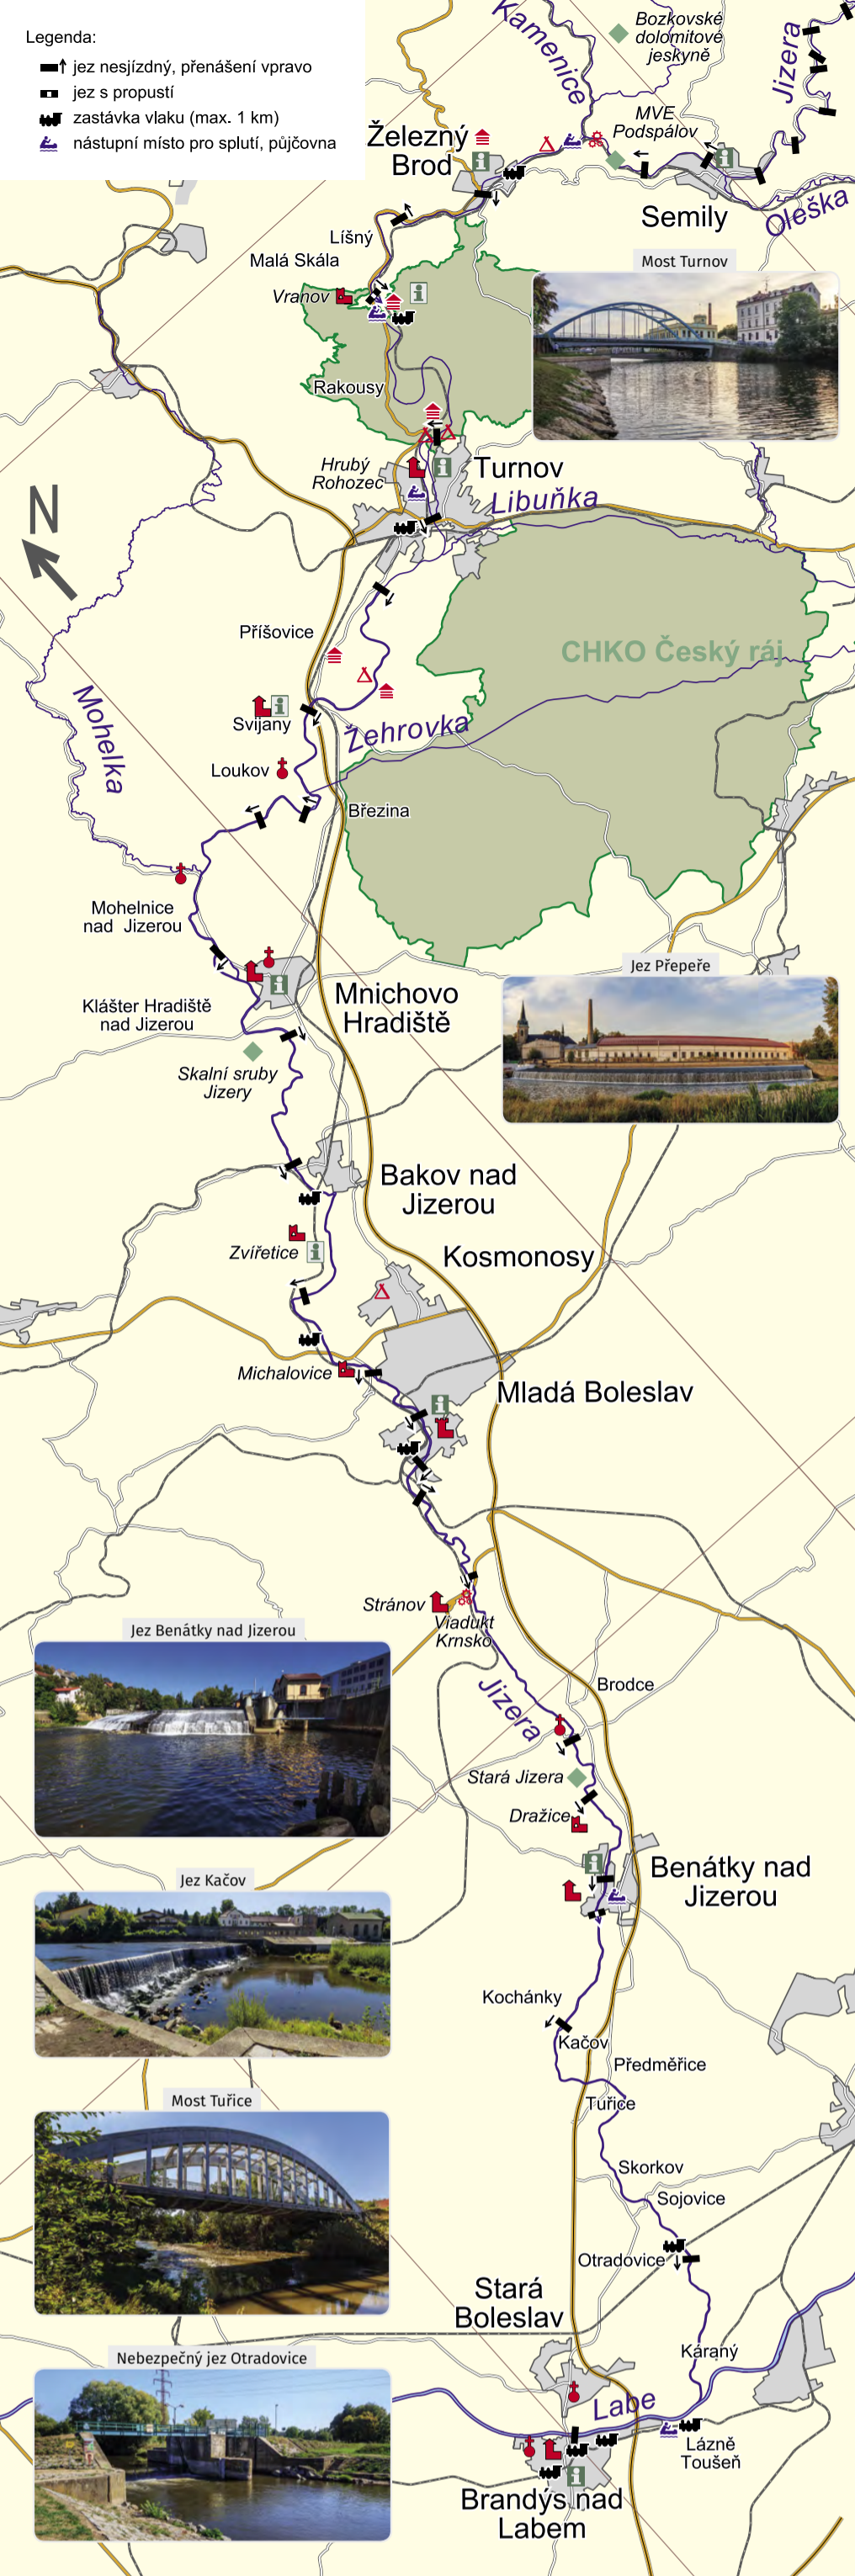 Legenda:
jez nesjízdný, přenášení vpravo
jez s propustí
zastávka vlaku (max. 1 km)
nástupní místo pro splutí, půjčovna
Kamenice
Bozkovské
dolomitové
jeskyně
Jizera
MVE
Podspálov
Železný
Brod
Semily
Oleška
Líšný
Malá Skála
Vranov
Most Turnov
Rakousy
Hrubý
Rohozec
Turnov
Libuňka
N
Příšovice
CHKO Český ráj
Mohelka
Svijany
Žehrovka
Loukov
Březina
Mohelnice
nad Jizerou
Jez Přepeře
Klášter Hradiště
nad Jizerou
Mnichovo
Hradiště
Skalní sruby
Jizery
Bakov nad
Jizerou
Zvířetice
Kosmonosy
Michalovice
Mladá Boleslav
Stránov
Viadukt
Krnsko
Jez Benátky nad Jizerou
Jizera
Brodce
Stará Jizera
Dražice
Benátky nad
Jizerou
Jez Kačov
Kochánky
Kačov
Předměřice
Most Tuřice
Tuřice
Skorkov
Sojovice
Otradovice
Stará
Boleslav
Nebezpečný jez Otradovice
Káraný
Labe
Lázně
Toušeň
Brandýs nad
Labem